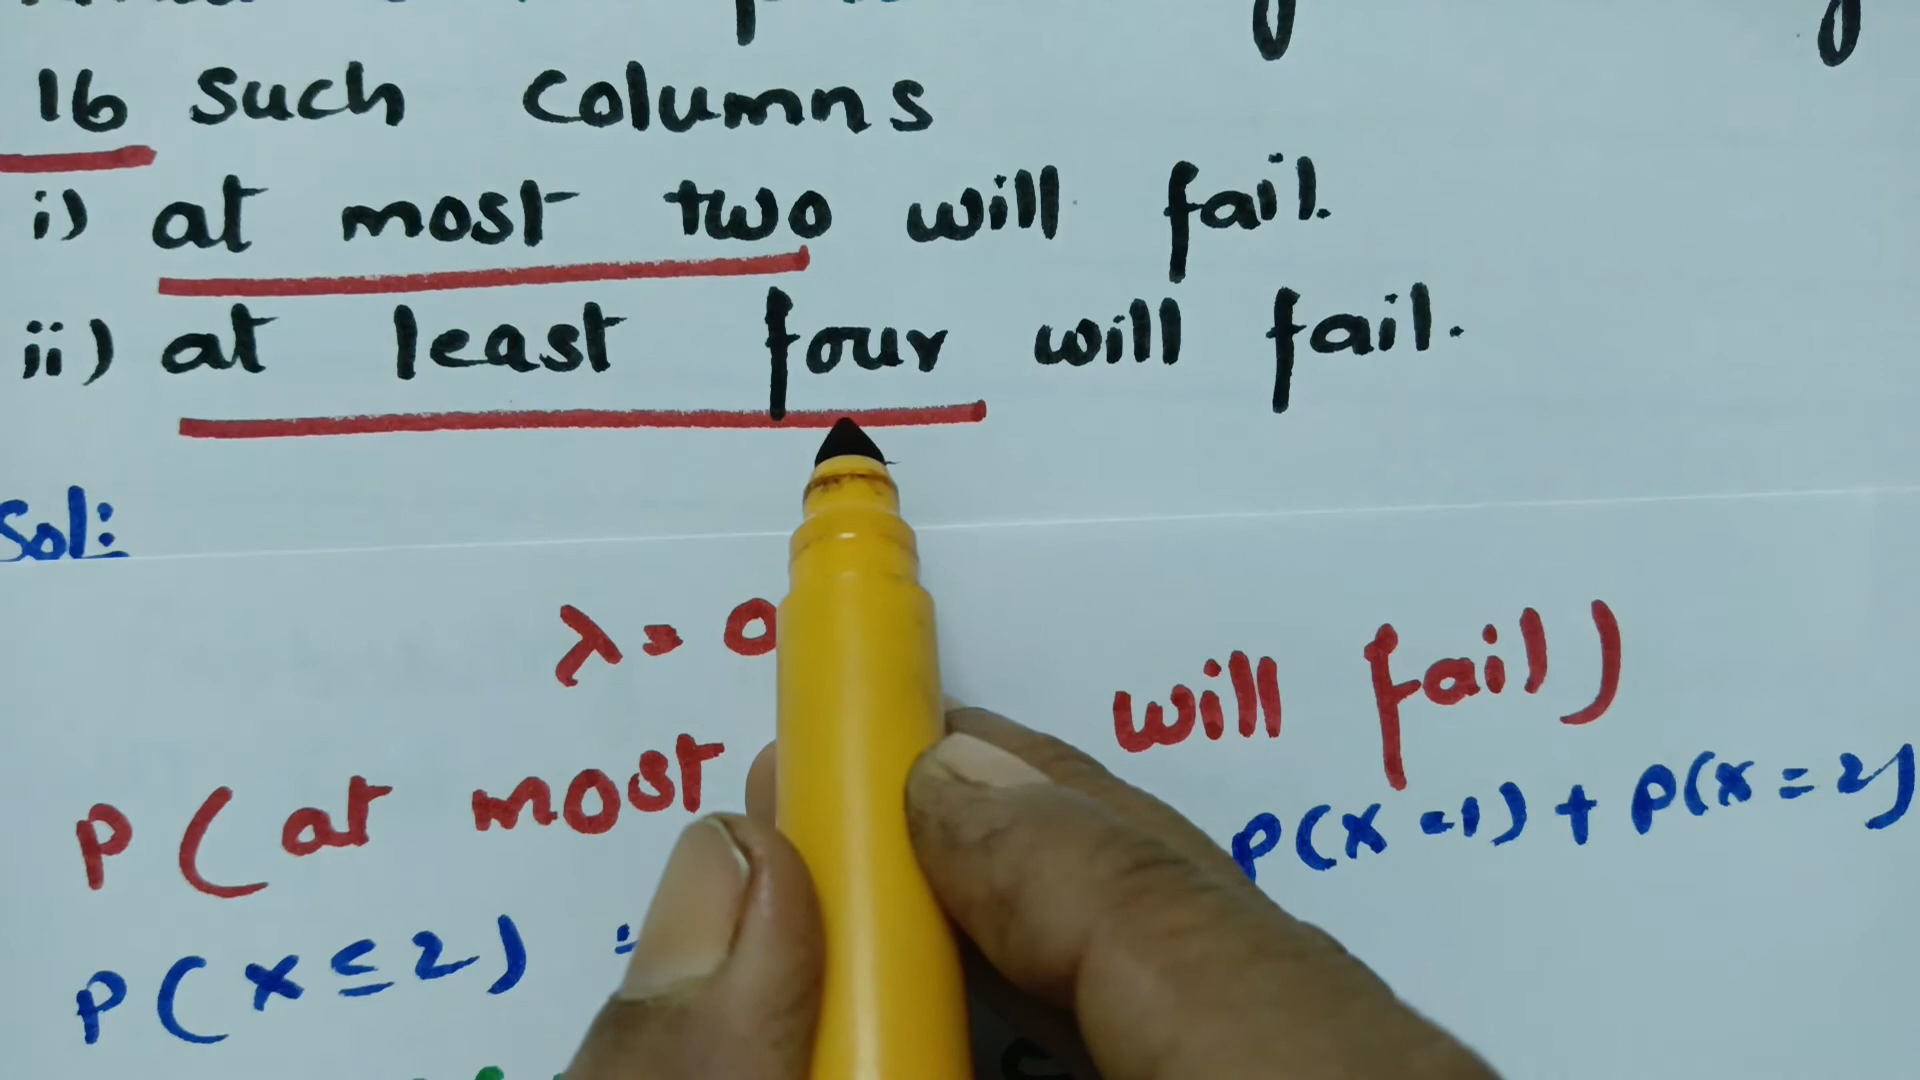 16 such columns
i) at most two will fail.
ii) at least four will fail.
Sol:
λ = 0
P ( at most will fail)
P( x ≤ 2) = P(x =1) + P(x = 2)